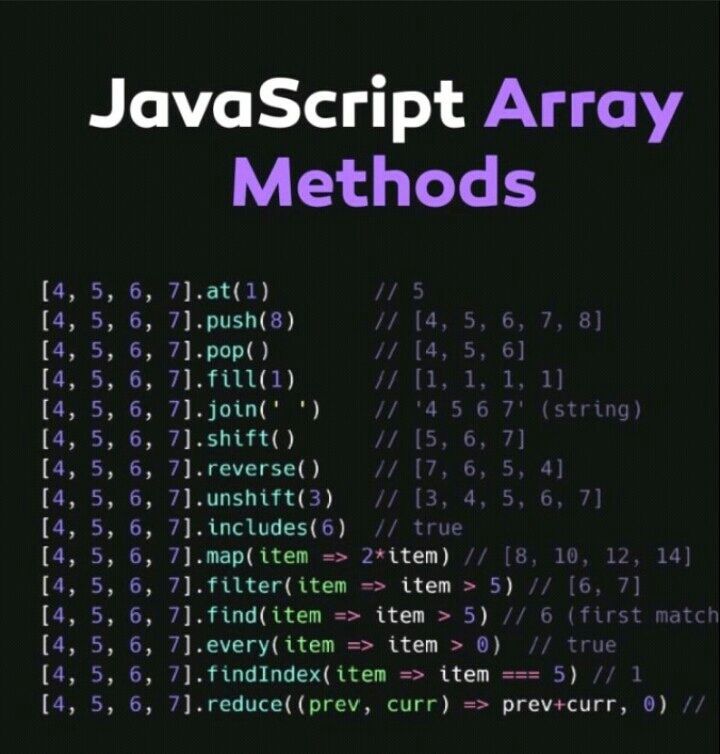 JavaScript Array
Methods
[4, 5, 6, 7].at(1) // 5
[4, 5, 6, 7].push(8) // [4, 5, 6, 7, 8]
[4, 5, 6, 7].pop() // [4, 5, 6]
[4, 5, 6, 7].fill(1) // [1, 1, 1, 1]
[4, 5, 6, 7].join(' ') // '4 5 6 7' (string)
[4, 5, 6, 7].shift() // [5, 6, 7]
[4, 5, 6, 7].reverse() // [7, 6, 5, 4]
[4, 5, 6, 7].unshift(3) // [3, 4, 5, 6, 7]
[4, 5, 6, 7].includes(6) // true
[4, 5, 6, 7].map(item => 2*item) // [8, 10, 12, 14]
[4, 5, 6, 7].filter(item => item > 5) // [6, 7]
[4, 5, 6, 7].find(item => item > 5) // 6 (first match
[4, 5, 6, 7].every(item => item > 0) // true
[4, 5, 6, 7].findIndex(item => item === 5) // 1
[4, 5, 6, 7].reduce((prev, curr) => prev+curr, 0) //